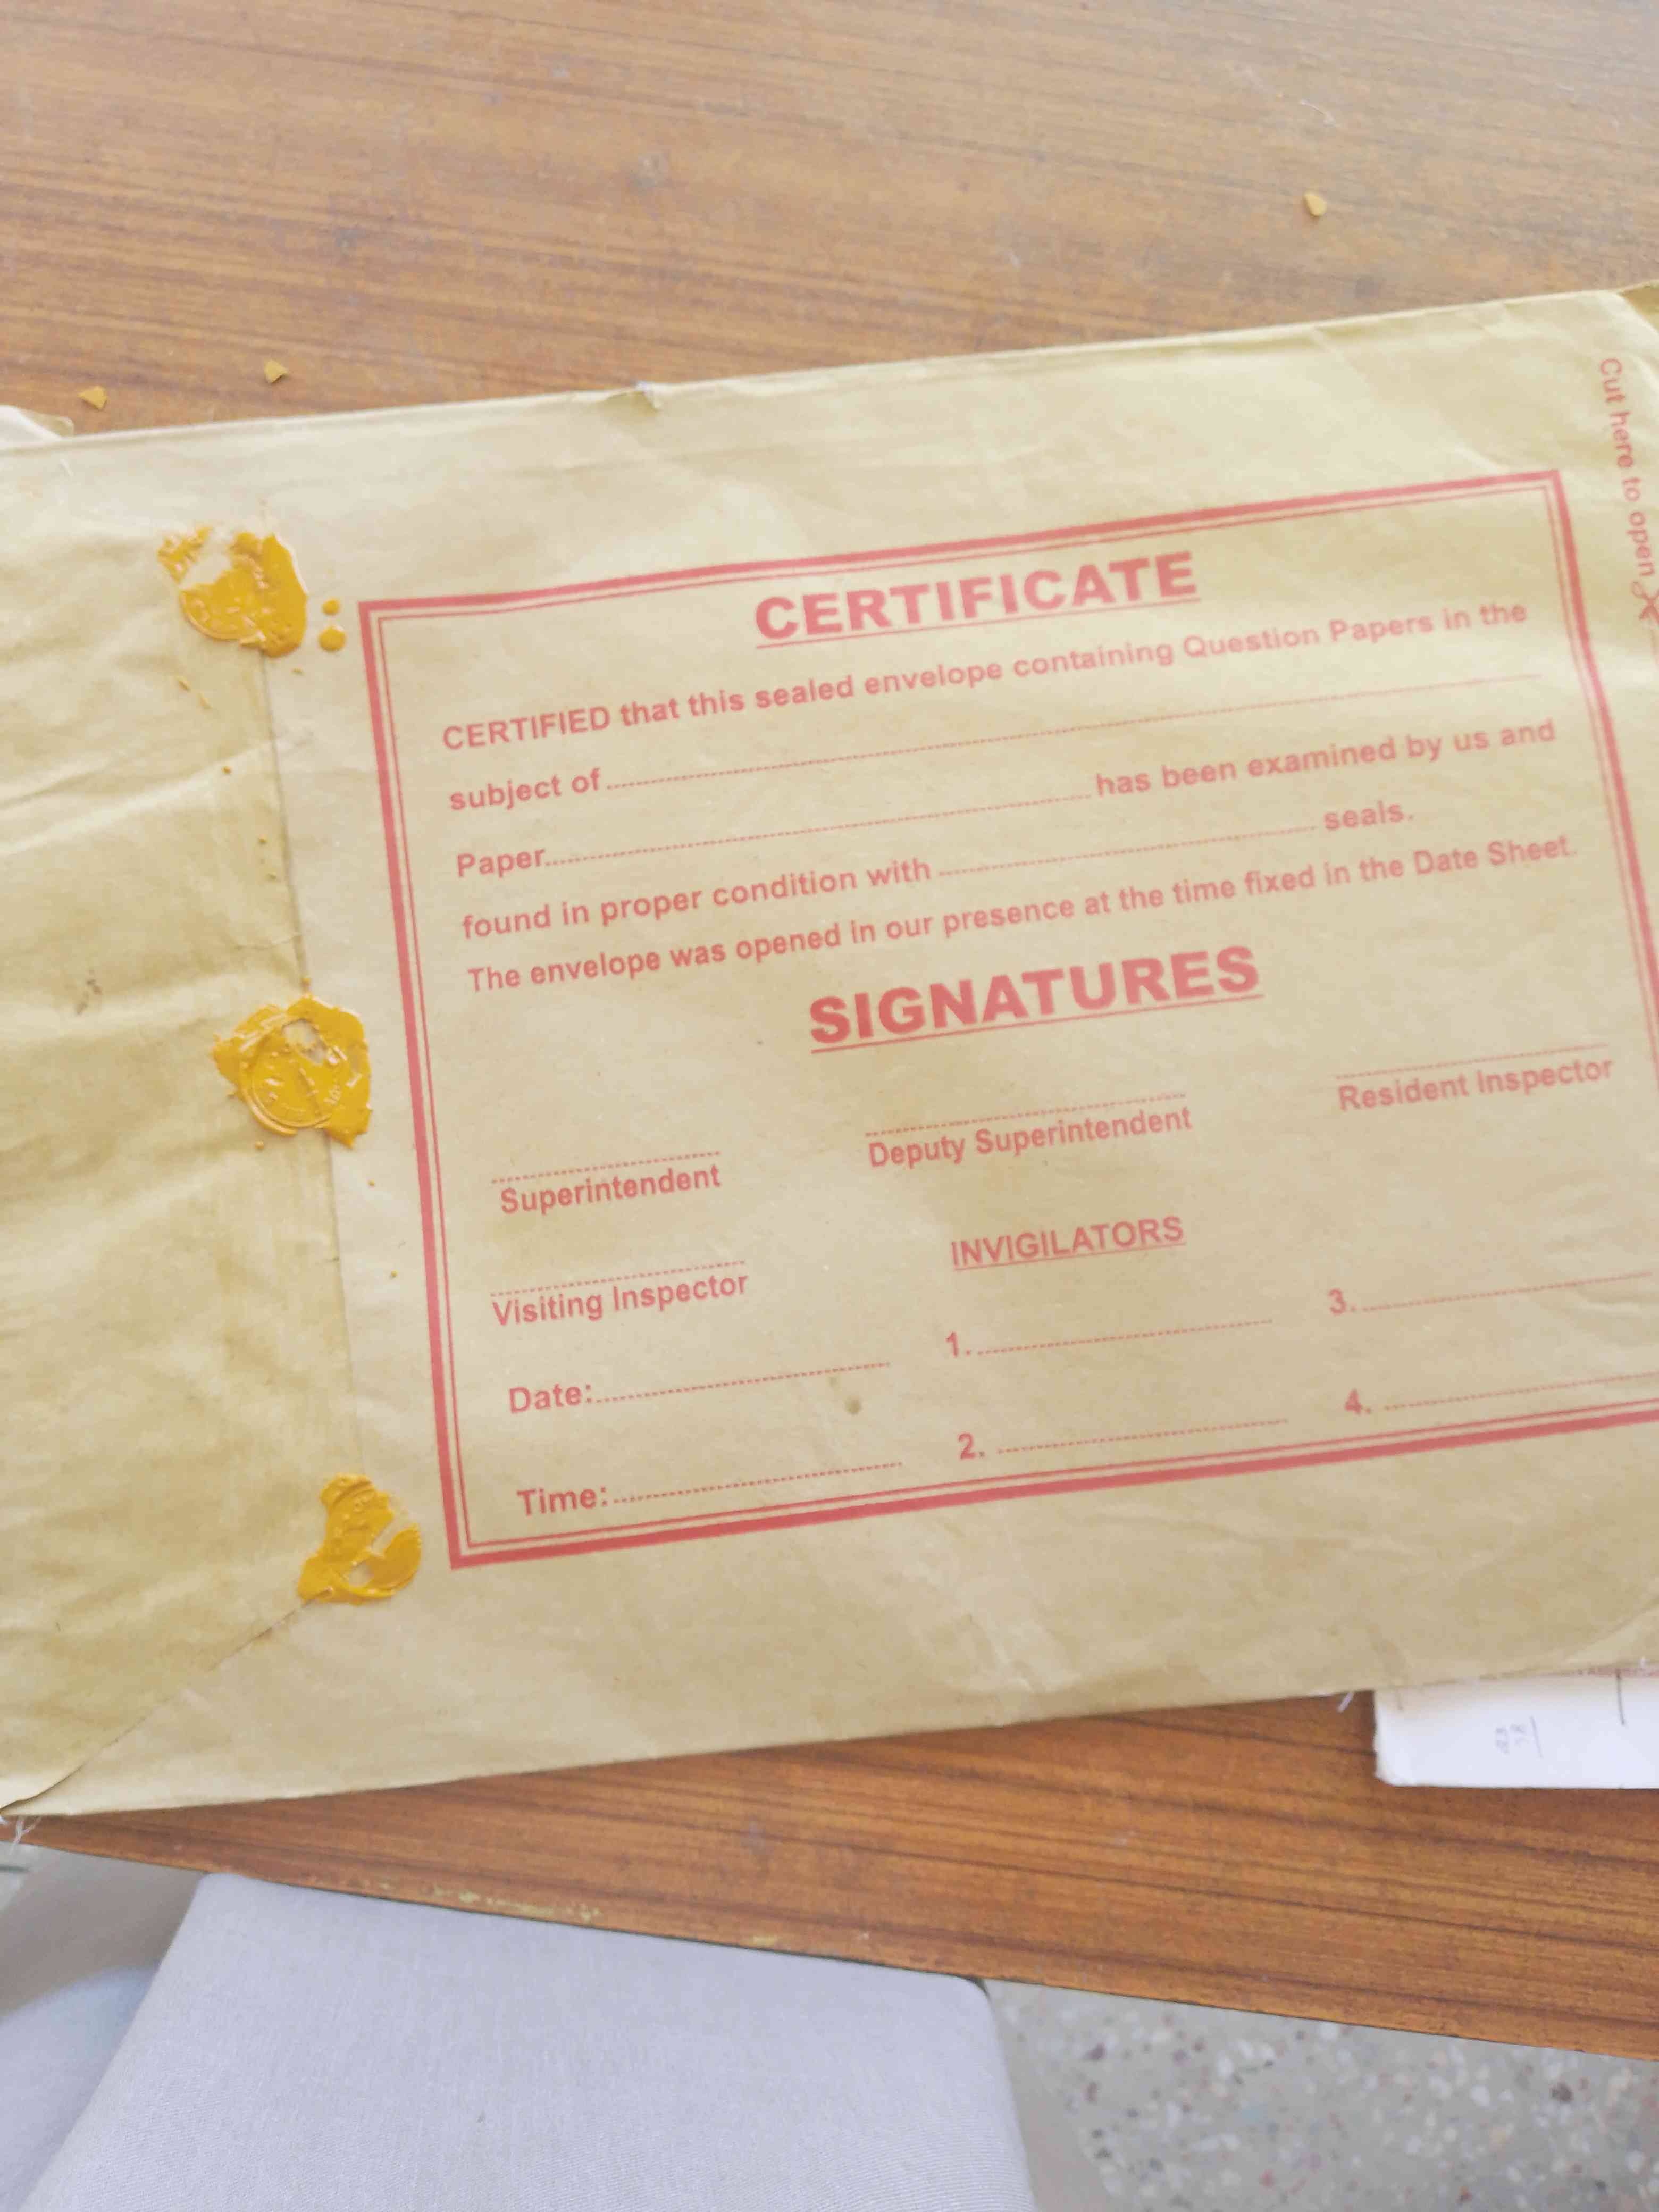 Cut here to open
CERTIFICATE
CERTIFIED that this sealed envelope containing Question Papers in the
subject of
Paper has been examined by us and
found in proper condition with seals.
The envelope was opened in our presence at the time fixed in the Date Sheet.
SIGNATURES
Superintendent Deputy Superintendent Resident Inspector
INVIGILATORS
Visiting Inspector
1. 3.
Date:
2. 4.
Time: